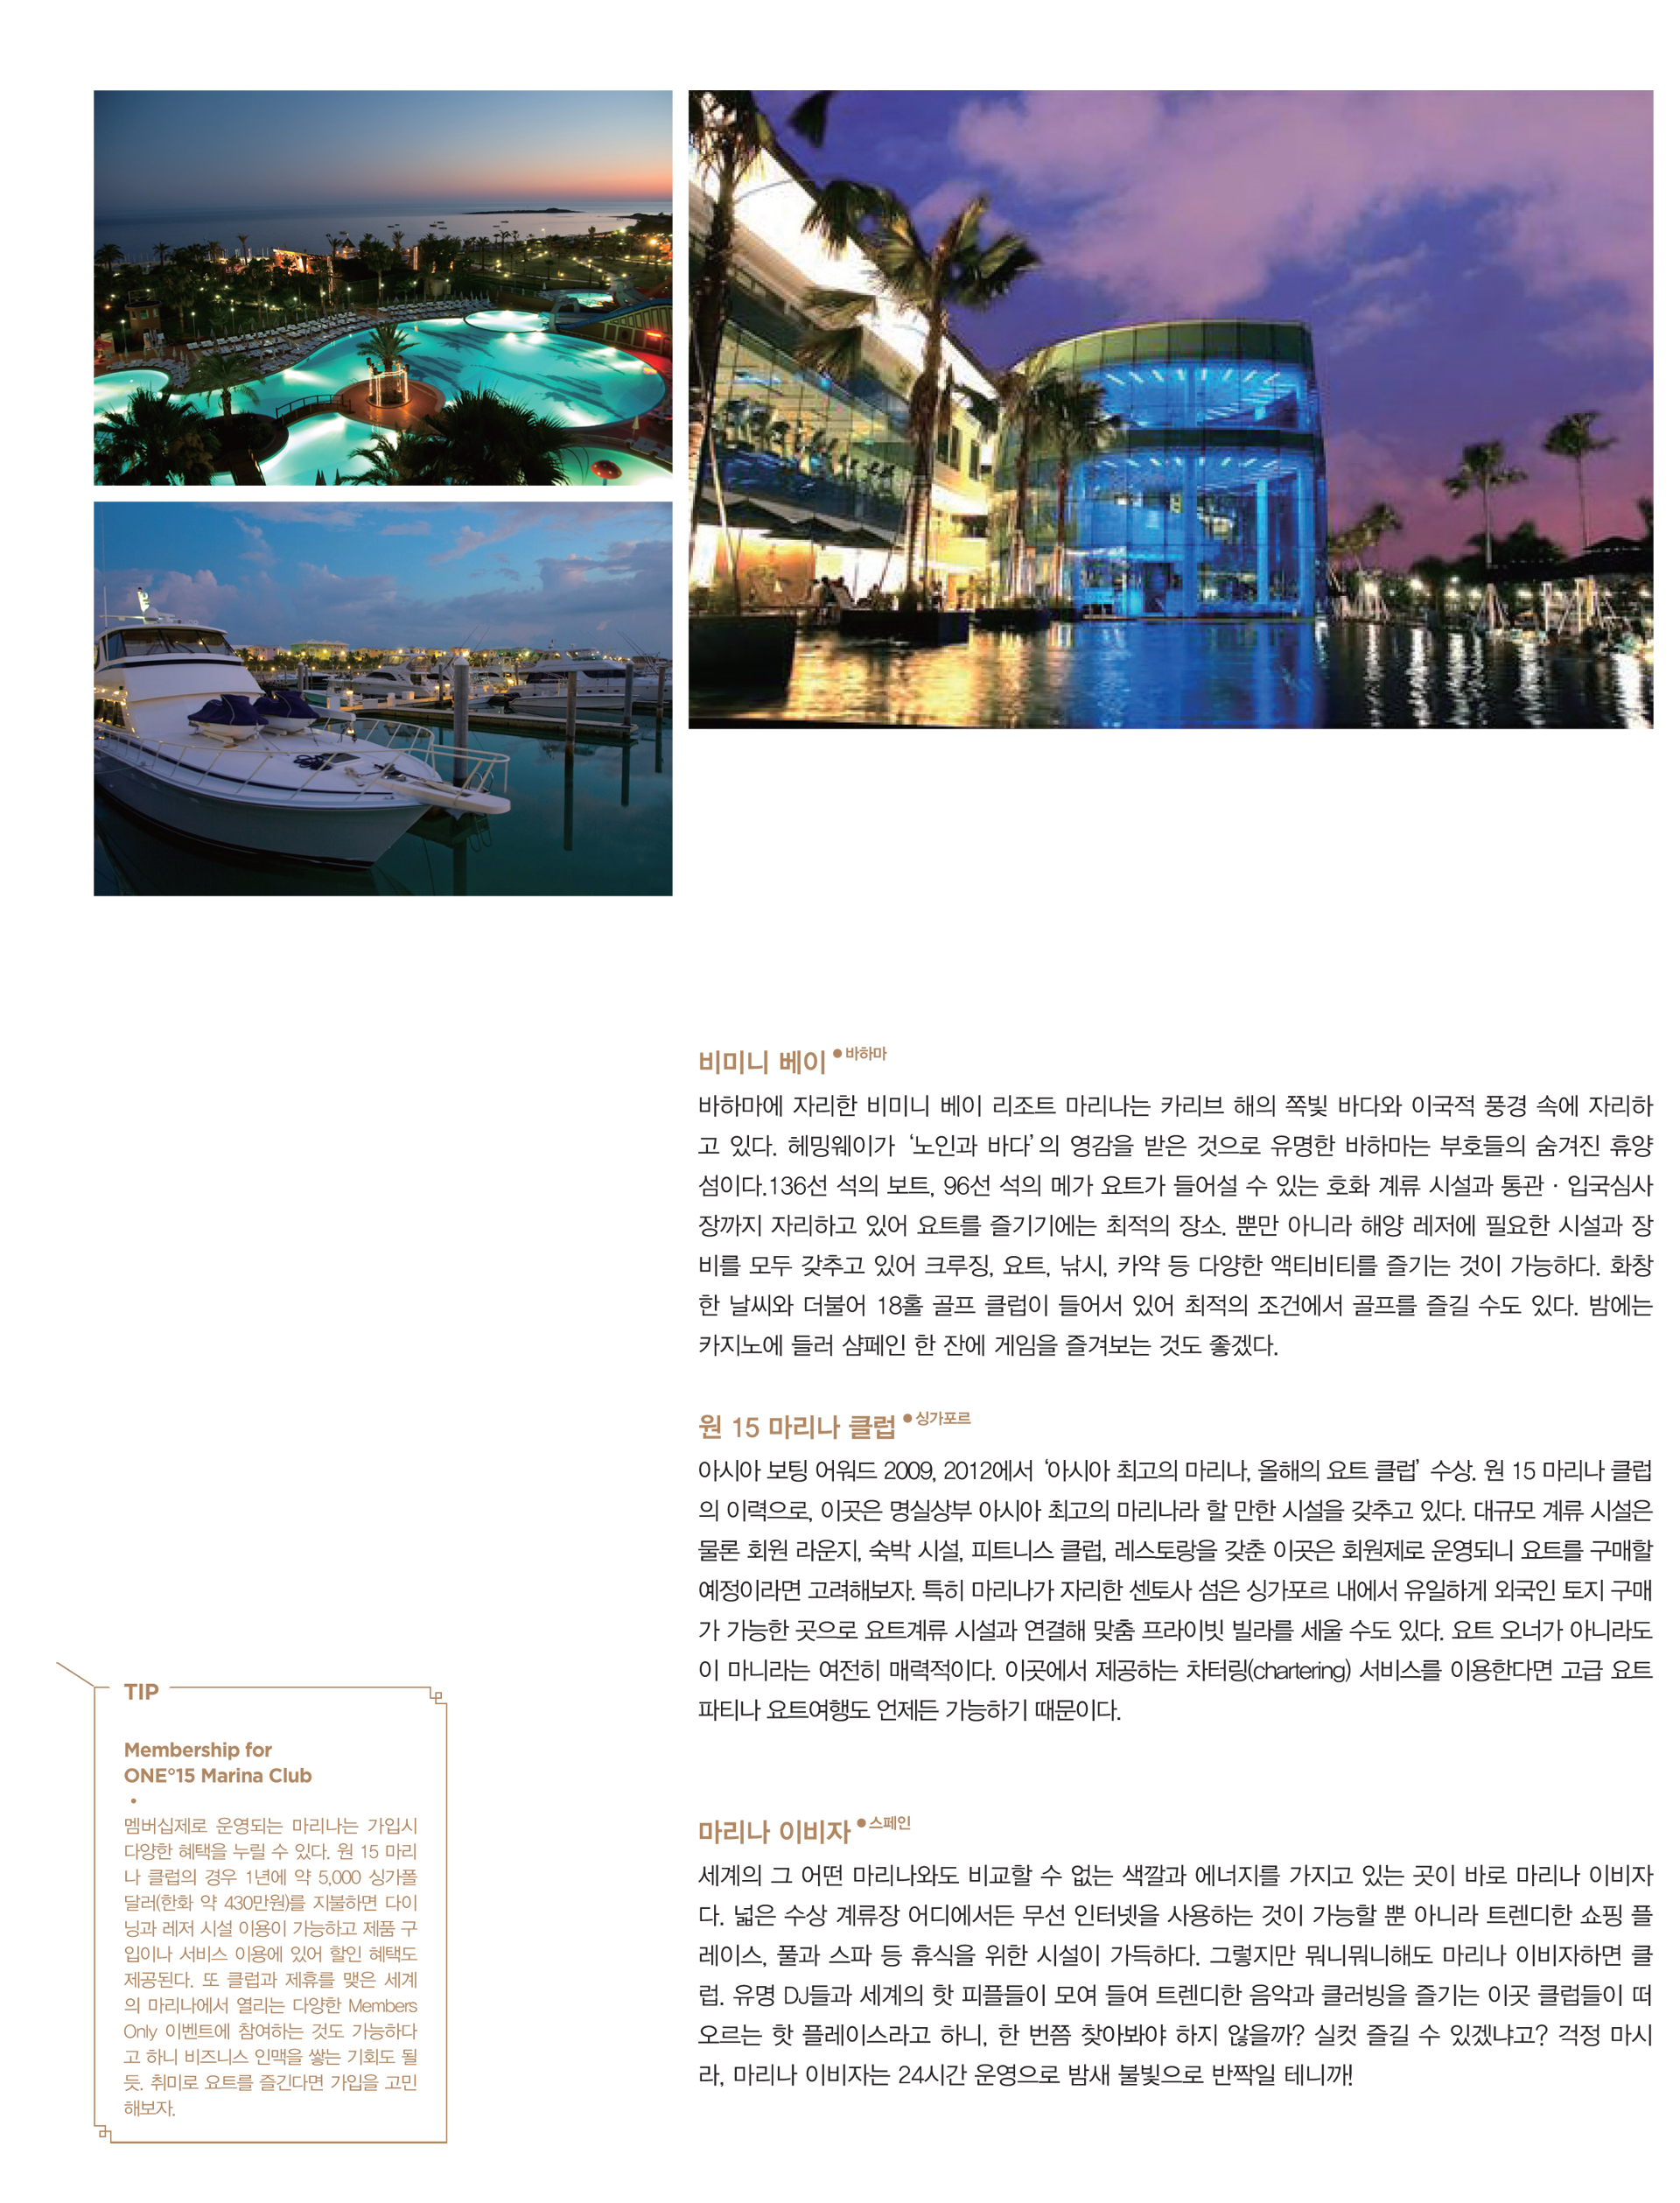 비미니 베이 ● 바하마
바하마에 자리한 비미니 베이 리조트 마리나는 카리브 해의 쪽빛 바다와 이국적 풍경 속에 자리하
고 있다. 헤밍웨이가 ‘노인과 바다’의 영감을 받은 것으로 유명한 바하마는 부호들의 숨겨진 휴양
섬이다.136선 석의 보트, 96선 석의 메가 요트가 들어설 수 있는 호화 계류 시설과 통관 · 입국심사
장까지 자리하고 있어 요트를 즐기기에는 최적의 장소. 뿐만 아니라 해양 레저에 필요한 시설과 장
비를 모두 갖추고 있어 크루징, 요트, 낚시, 카약 등 다양한 액티비티를 즐기는 것이 가능하다. 화창
한 날씨와 더불어 18홀 골프 클럽이 들어서 있어 최적의 조건에서 골프를 즐길 수도 있다. 밤에는
카지노에 들러 샴페인 한 잔에 게임을 즐겨보는 것도 좋겠다.
원 15 마리나 클럽 ● 싱가포르
아시아 보팅 어워드 2009, 2012에서 ‘아시아 최고의 마리나, 올해의 요트 클럽’ 수상. 원 15 마리나 클럽
의 이력으로, 이곳은 명실상부 아시아 최고의 마리나라 할 만한 시설을 갖추고 있다. 대규모 계류 시설은
물론 회원 라운지, 숙박 시설, 피트니스 클럽, 레스토랑을 갖춘 이곳은 회원제로 운영되니 요트를 구매할
예정이라면 고려해보자. 특히 마리나가 자리한 센토사 섬은 싱가포르 내에서 유일하게 외국인 토지 구매
가 가능한 곳으로 요트계류 시설과 연결해 맞춤 프라이빗 빌라를 세울 수도 있다. 요트 오너가 아니라도
이 마니라는 여전히 매력적이다. 이곳에서 제공하는 차터링(chartering) 서비스를 이용한다면 고급 요트
파티나 요트여행도 언제든 가능하기 때문이다.
마리나 이비자 ● 스페인
세계의 그 어떤 마리나와도 비교할 수 없는 색깔과 에너지를 가지고 있는 곳이 바로 마리나 이비자
다. 넓은 수상 계류장 어디에서든 무선 인터넷을 사용하는 것이 가능할 뿐 아니라 트렌디한 쇼핑 플
레이스, 풀과 스파 등 휴식을 위한 시설이 가득하다. 그렇지만 뭐니뭐니해도 마리나 이비자하면 클
럽. 유명 DJ들과 세계의 핫 피플들이 모여 들여 트렌디한 음악과 클러빙을 즐기는 이곳 클럽들이 떠
오르는 핫 플레이스라고 하니, 한 번쯤 찾아봐야 하지 않을까? 실컷 즐길 수 있겠냐고? 걱정 마시
라, 마리나 이비자는 24시간 운영으로 밤새 불빛으로 반짝일 테니까!
TIP
Membership for
ONE°15 Marina Club
멤버십제로 운영되는 마리나는 가입시
다양한 혜택을 누릴 수 있다. 원 15 마리
나 클럽의 경우 1년에 약 5,000 싱가폴
달러(한화 약 430만원)를 지불하면 다이
닝과 레저 시설 이용이 가능하고 제품 구
입이나 서비스 이용에 있어 할인 혜택도
제공된다. 또 클럽과 제휴를 맺은 세계
의 마리나에서 열리는 다양한 Members
Only 이벤트에 참여하는 것도 가능하다
고 하니 비즈니스 인맥을 쌓는 기회도 될
듯. 취미로 요트를 즐긴다면 가입을 고민
해보자.